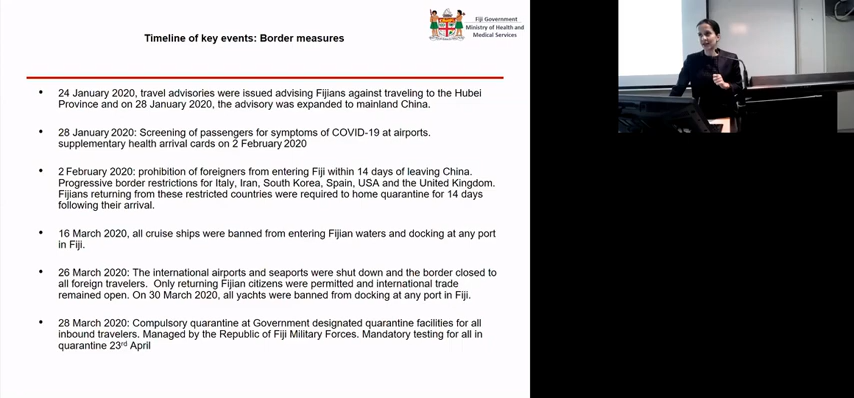 Timeline of key events: Border measures
Fiji Government
Ministry of Health and
Medical Services
• 24 January 2020, travel advisories were issued advising Fijians against traveling to the Hubei
Province and on 28 January 2020, the advisory was expanded to mainland China.
• 28 January 2020: Screening of passengers for symptoms of COVID-19 at airports.
supplementary health arrival cards on 2 February 2020
• 2 February 2020: prohibition of foreigners from entering Fiji within 14 days of leaving China.
Progressive border restrictions for Italy, Iran, South Korea, Spain, USA and the United Kingdom.
Fijians returning from these restricted countries were required to home quarantine for 14 days
following their arrival.
• 16 March 2020, all cruise ships were banned from entering Fijian waters and docking at any port
in Fiji.
• 26 March 2020: The international airports and seaports were shut down and the border closed to
all foreign travelers. Only returning Fijian citizens were permitted and international trade
remained open. On 30 March 2020, all yachts were banned from docking at any port in Fiji.
• 28 March 2020: Compulsory quarantine at Government designated quarantine facilities for all
inbound travelers. Managed by the Republic of Fiji Military Forces. Mandatory testing for all in
quarantine 23rd April